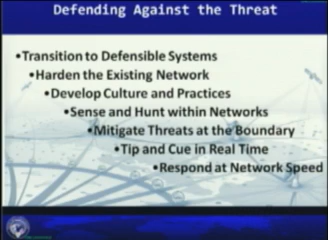 Defending Against the Threat
•Transition to Defensible Systems
•Harden the Existing Network
•Develop Culture and Practices
•Sense and Hunt within Networks
•Mitigate Threats at the Boundary
•Tip and Cue in Real Time
•Respond at Network Speed